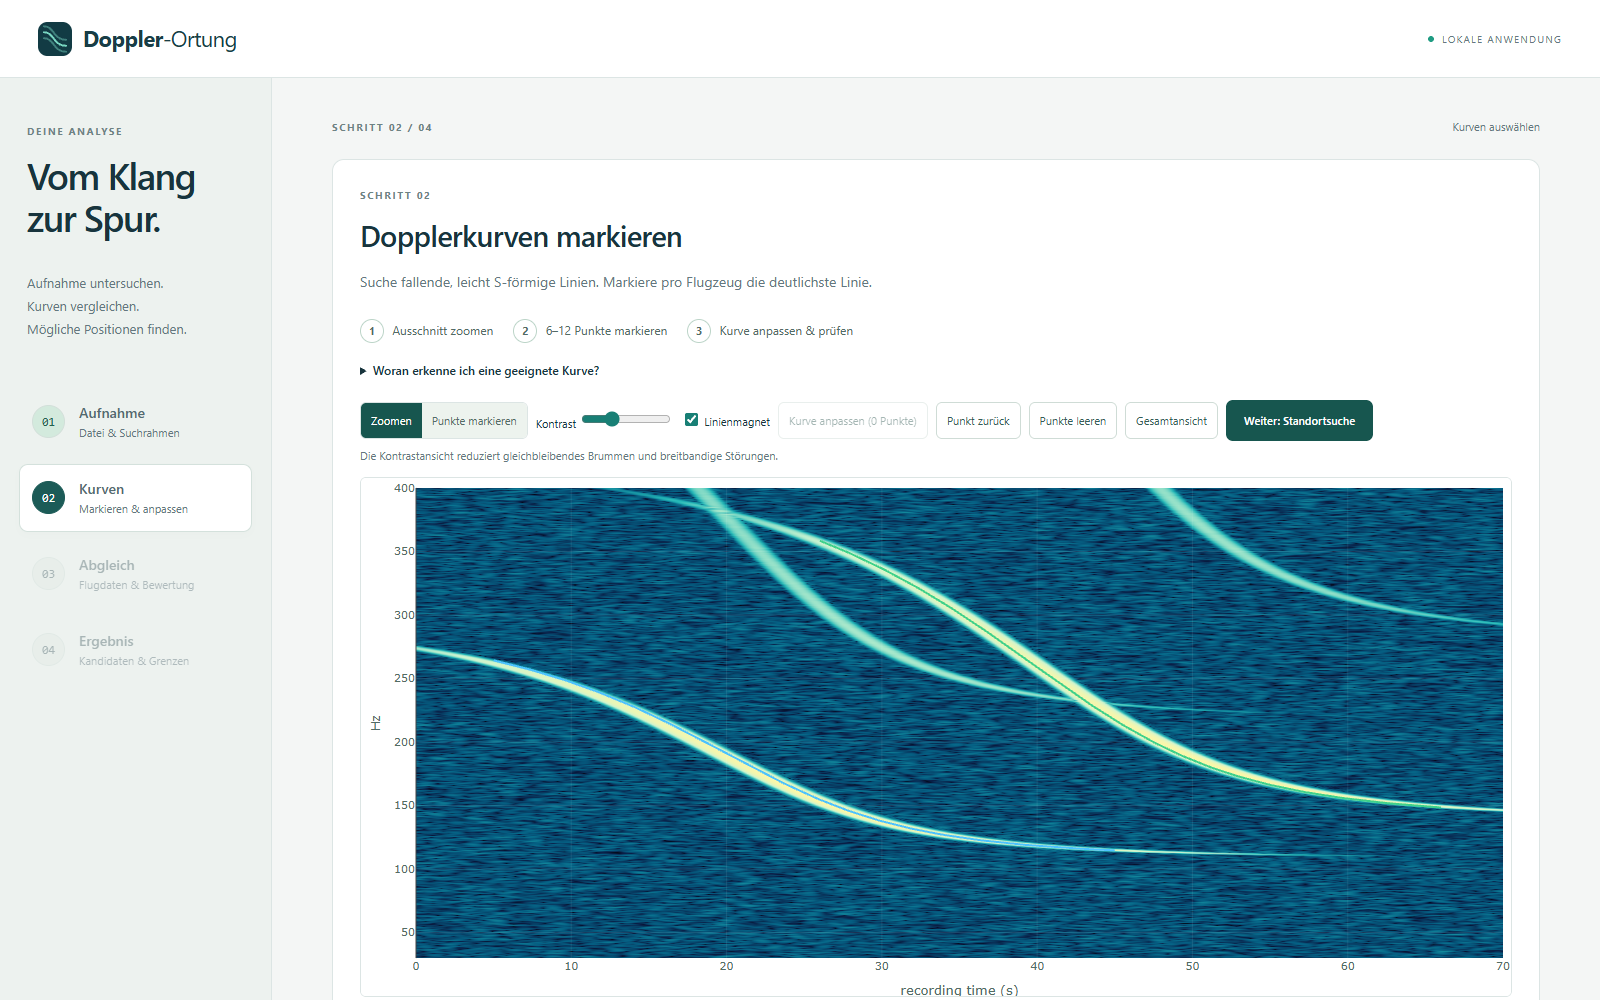 Doppler-Ortung
LOKALE ANWENDUNG
DEINE ANALYSE
Vom Klang
zur Spur.
Aufnahme untersuchen.
Kurven vergleichen.
Mögliche Positionen finden.
01
Aufnahme
Datei & Suchrahmen
02
Kurven
Markieren & anpassen
03
Abgleich
Flugdaten & Bewertung
04
Ergebnis
Kandidaten & Grenzen
SCHRITT 02 / 04
Kurven auswählen
SCHRITT 02
Dopplerkurven markieren
Suche fallende, leicht S-förmige Linien. Markiere pro Flugzeug die deutlichste Linie.
1 Ausschnitt zoomen 2 6–12 Punkte markieren 3 Kurve anpassen & prüfen
Woran erkenne ich eine geeignete Kurve?
Zoomen Punkte markieren Kontrast Linienmagnet Kurve anpassen (0 Punkte) Punkt zurück Punkte leeren Gesamtansicht Weiter: Standortsuche
Die Kontrastansicht reduziert gleichbleibendes Brummen und breitbandige Störungen.
400
350
300
250
200
150
100
50
Hz
0 10 20 30 40 50 60 70
recording time (s)